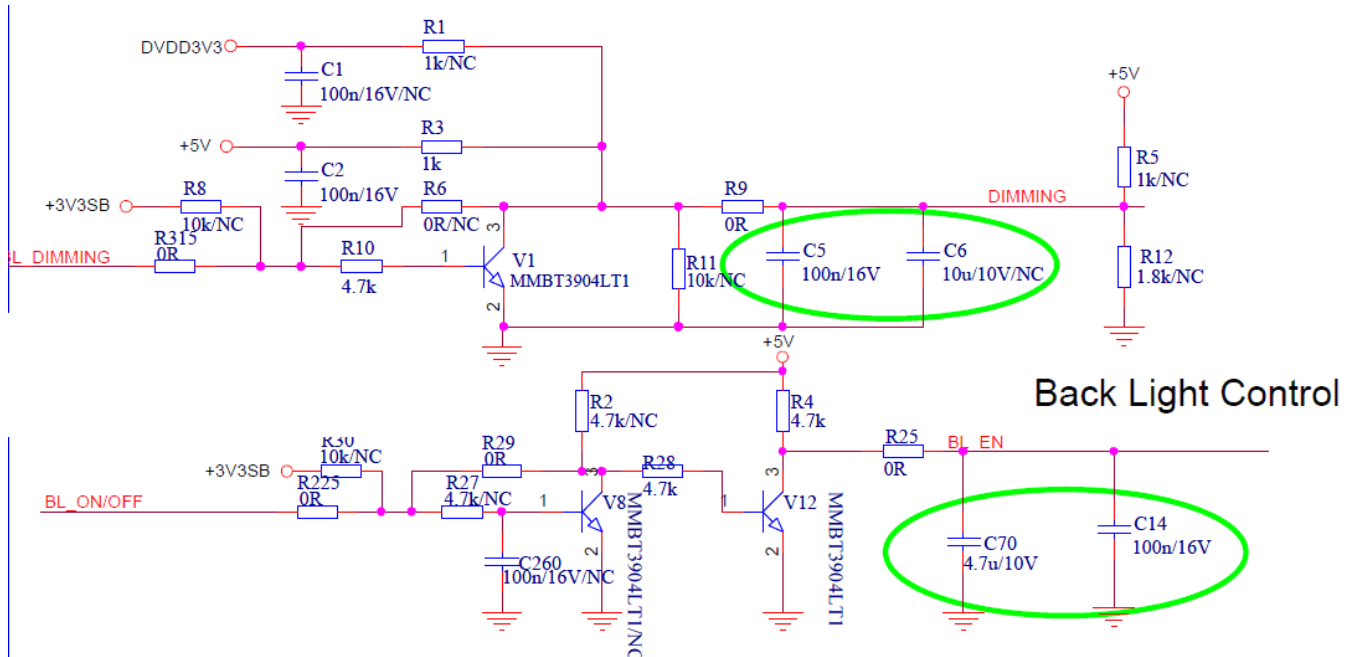 DVDD3V3
R1
1k/NC
C1
100n/16V/NC
+5V
R3
1k
C2
100n/16V
+3V3SB
R8
10k/NC
R6
0R/NC
R315
0R
BL_DIMMING
R10
4.7k
1
3
V1
MMBT3904LT1
2
R11
10k/NC
R9
0R
C5
100n/16V
C6
10u/10V/NC
DIMMING
+5V
R5
1k/NC
R12
1.8k/NC
+5V
Back Light Control
R2
4.7k/NC
R4
4.7k
R30
10k/NC
+3V3SB
R225
0R
BL_ON/OFF
R29
0R
R27
4.7k/NC
1
3
V8
2
MMBT3904LT1/NC
C260
100n/16V/NC
R28
4.7k
1
3
V12
2
MMBT3904LT1
R25
0R
BL_EN
C70
4.7u/10V
C14
100n/16V